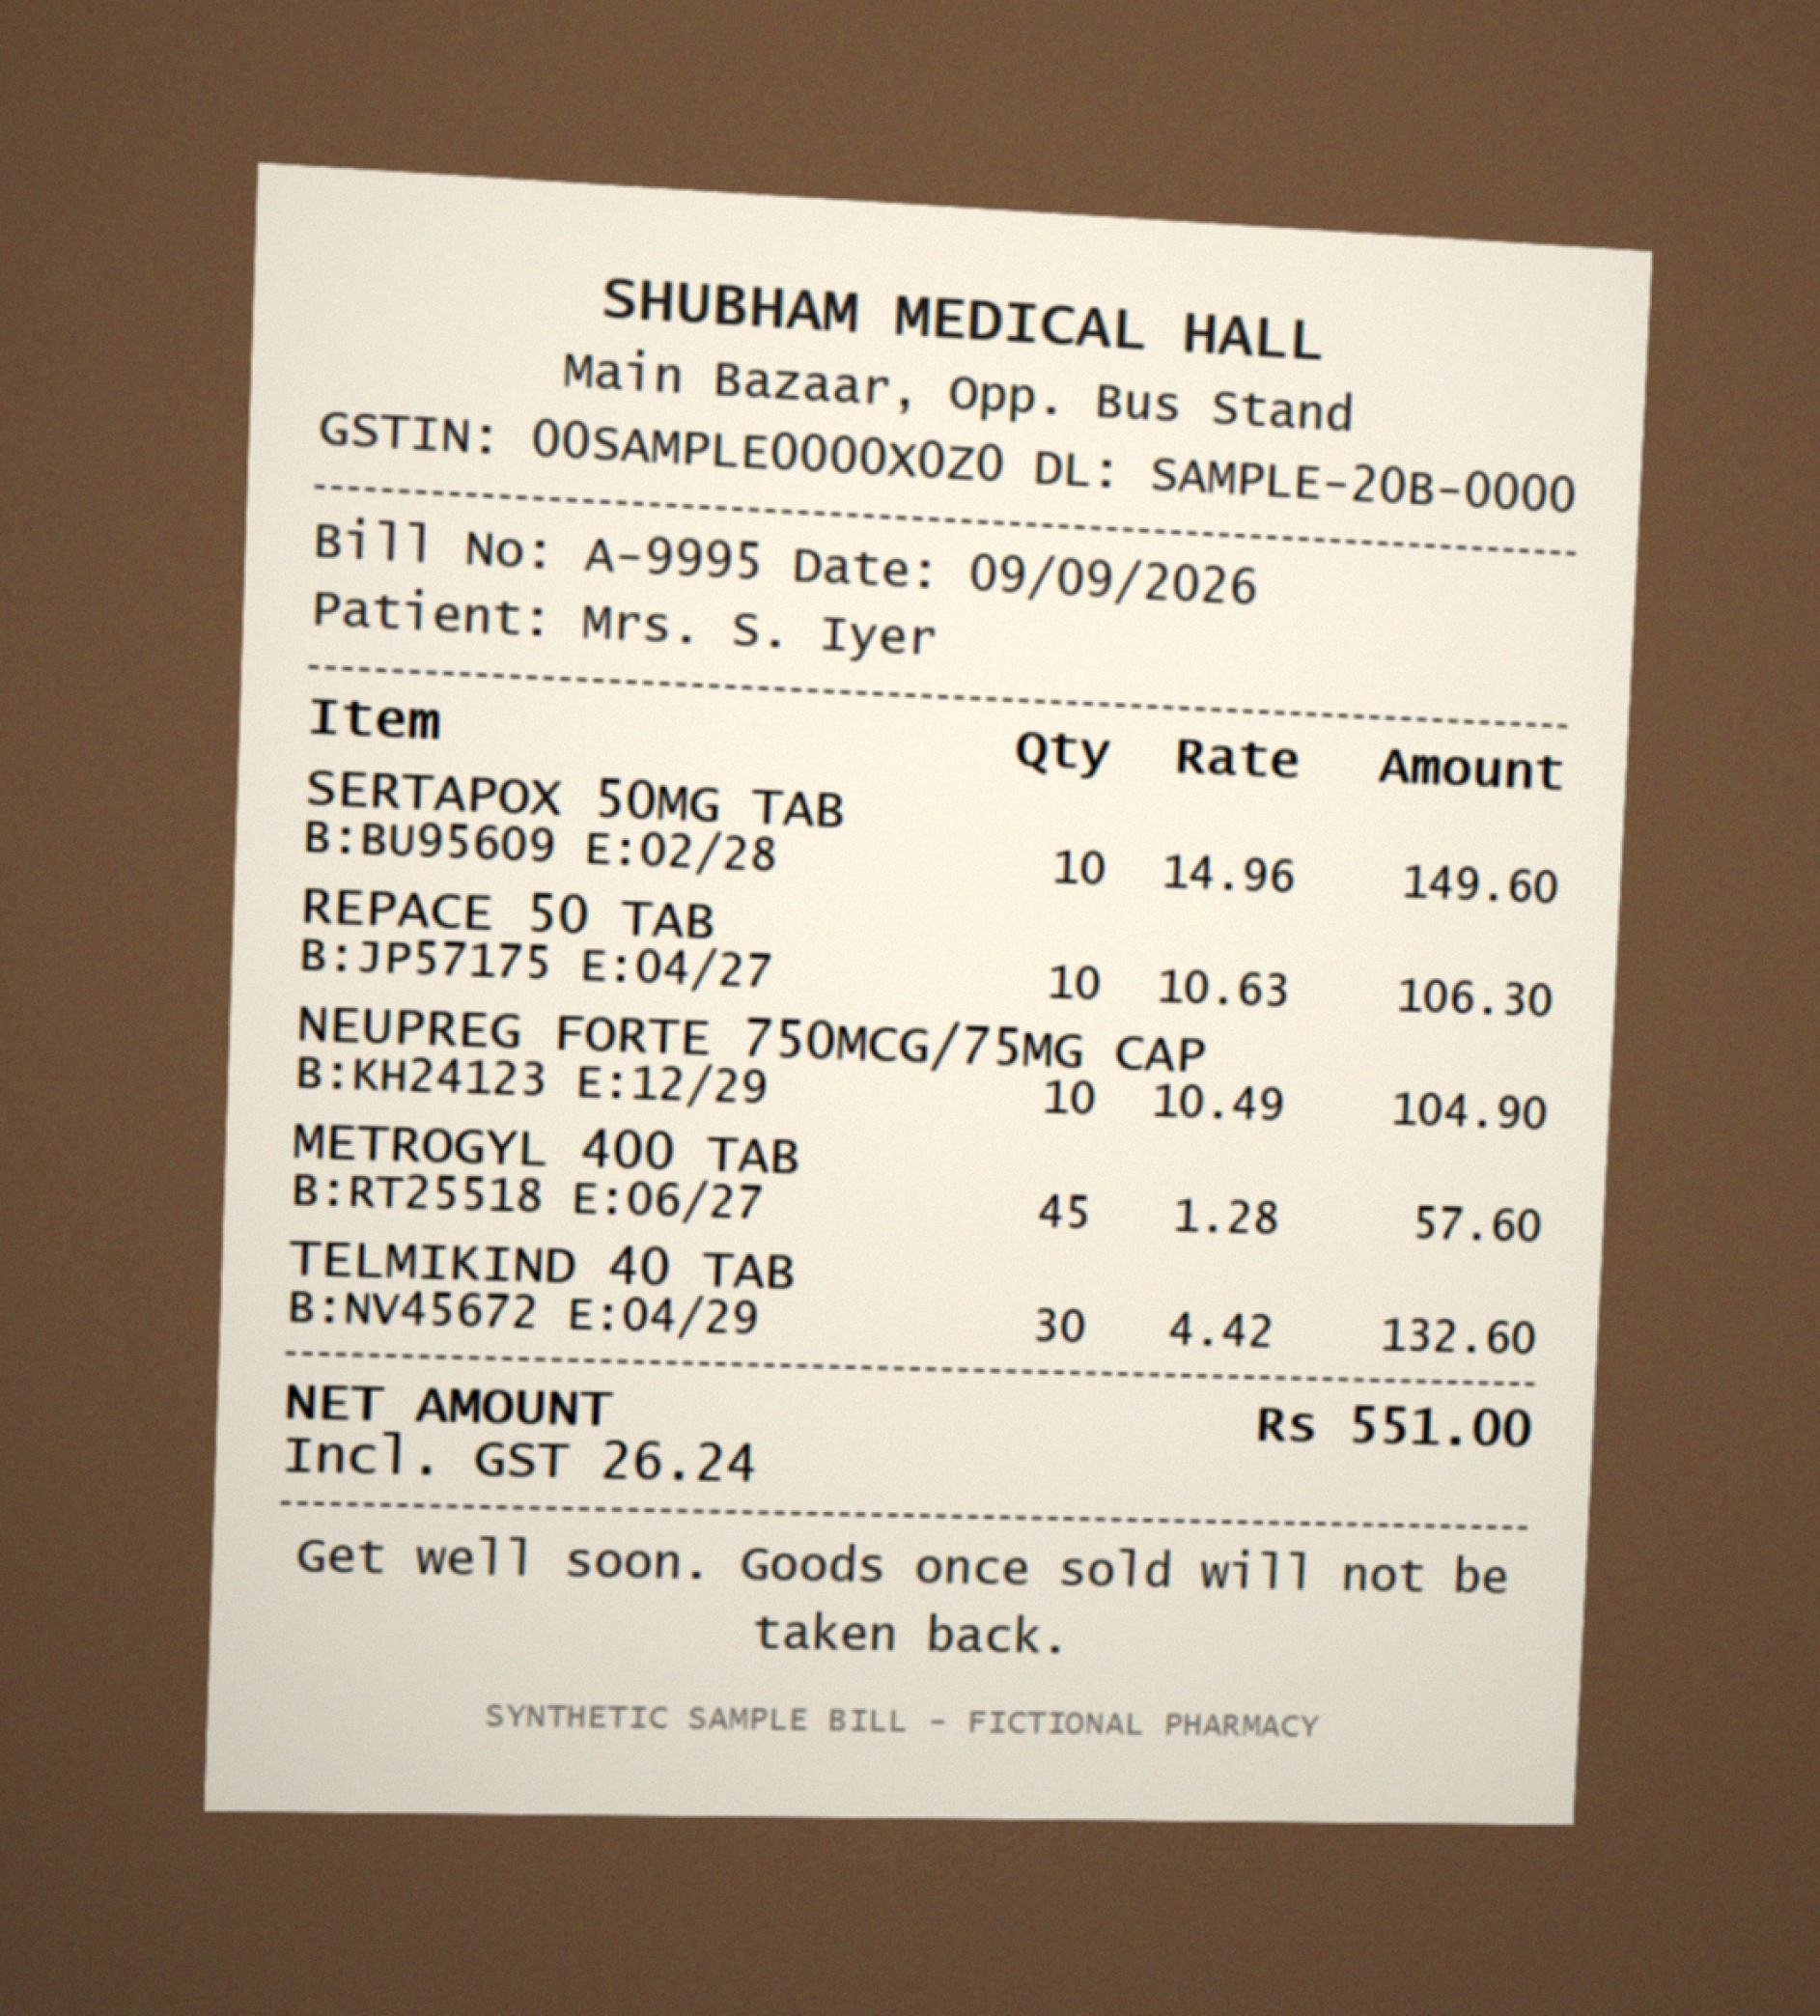 SHUBHAM MEDICAL HALL
Main Bazaar, Opp. Bus Stand
GSTIN: 00SAMPLE0000X0Z0 DL: SAMPLE-20B-0000
Bill No: A-9995 Date: 09/09/2026
Patient: Mrs. S. Iyer
Item Qty Rate Amount
SERTAPOX 50MG TAB
B:BU95609 E:02/28 10 14.96 149.60
REPACE 50 TAB
B:JP57175 E:04/27 10 10.63 106.30
NEUPREG FORTE 750MCG/75MG CAP
B:KH24123 E:12/29 10 10.49 104.90
METROGYL 400 TAB
B:RT25518 E:06/27 45 1.28 57.60
TELMIKIND 40 TAB
B:NV45672 E:04/29 30 4.42 132.60
NET AMOUNT Rs 551.00
Incl. GST 26.24
Get well soon. Goods once sold will not be
taken back.
SYNTHETIC SAMPLE BILL - FICTIONAL PHARMACY